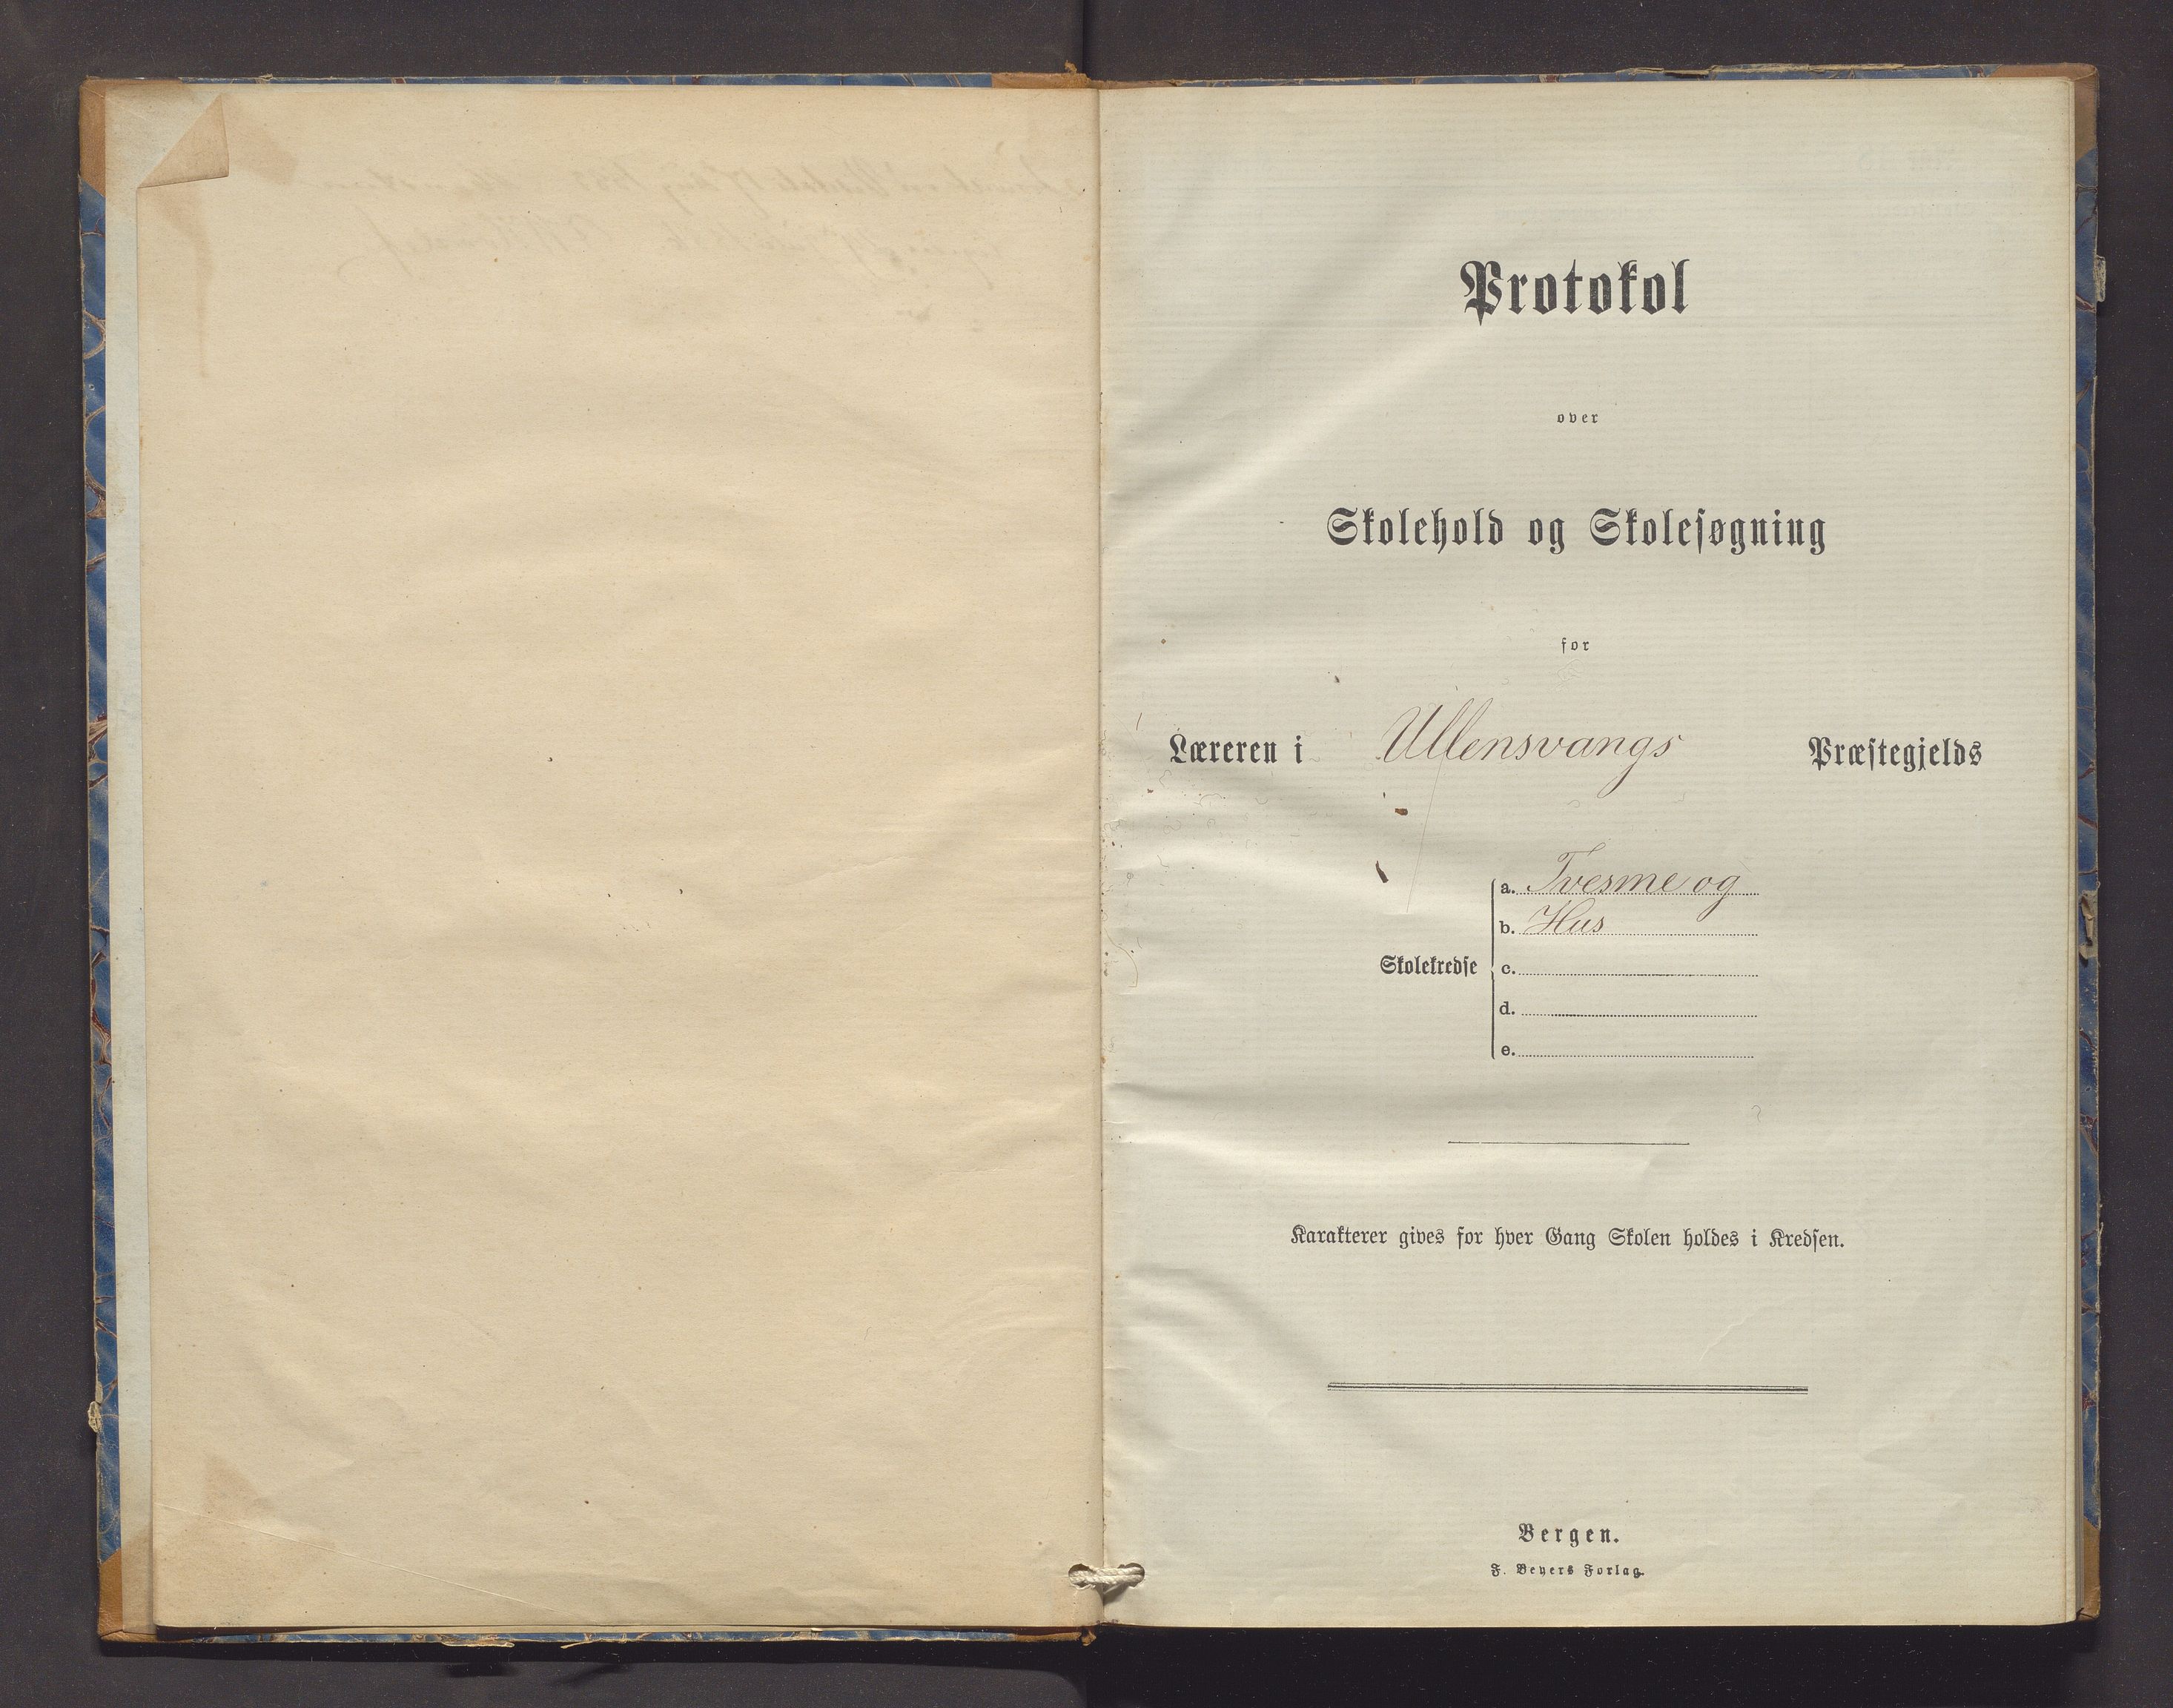 Protokol
over
Skolehold og Skolesøgning
for
Læreren i Ullensvangs Præstegjelds
Skolekredse
a. Tvesme og
b. Hus
c.
d.
e.
Karakterer gives for hver Gang Skolen holdes i Kredsen.
Bergen.
F. Beyers Forlag.